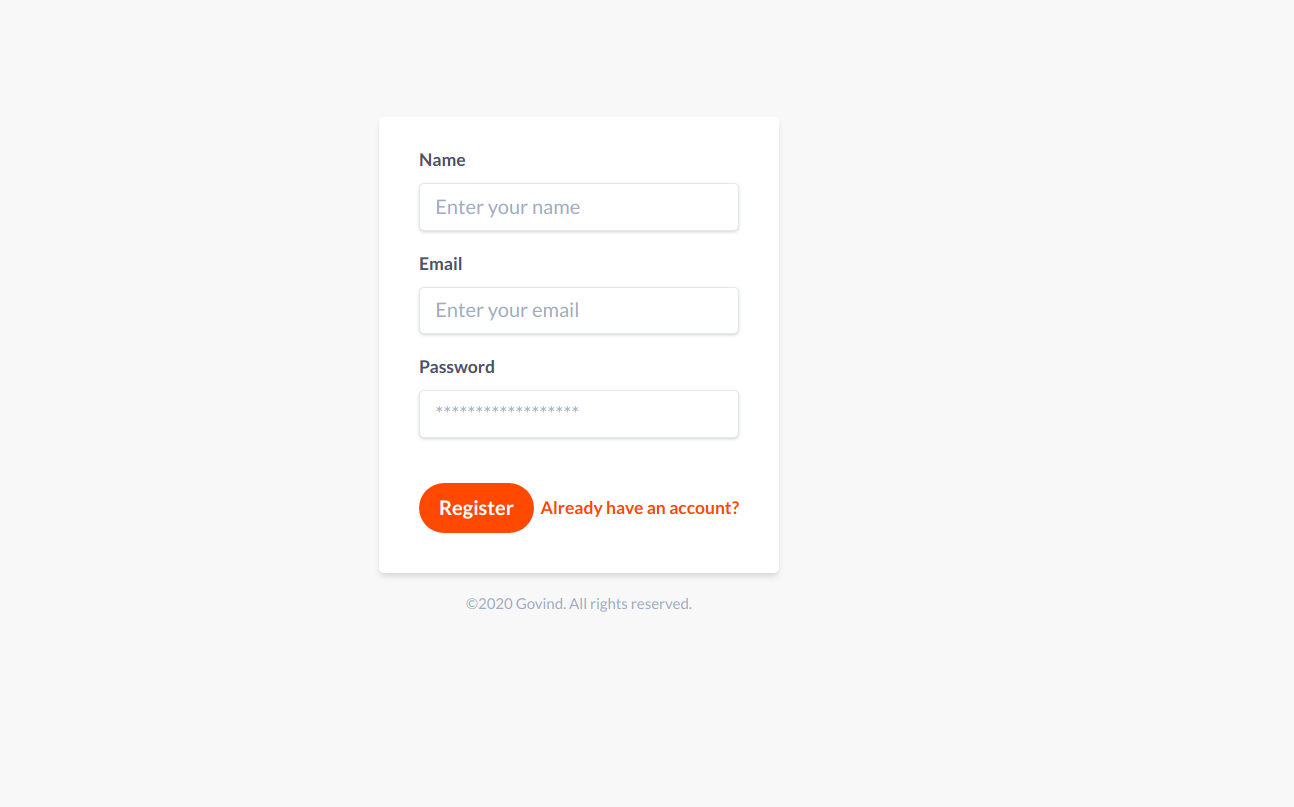 Name
Enter your name
Email
Enter your email
Password
******************
Register Already have an account?
©2020 Govind. All rights reserved.